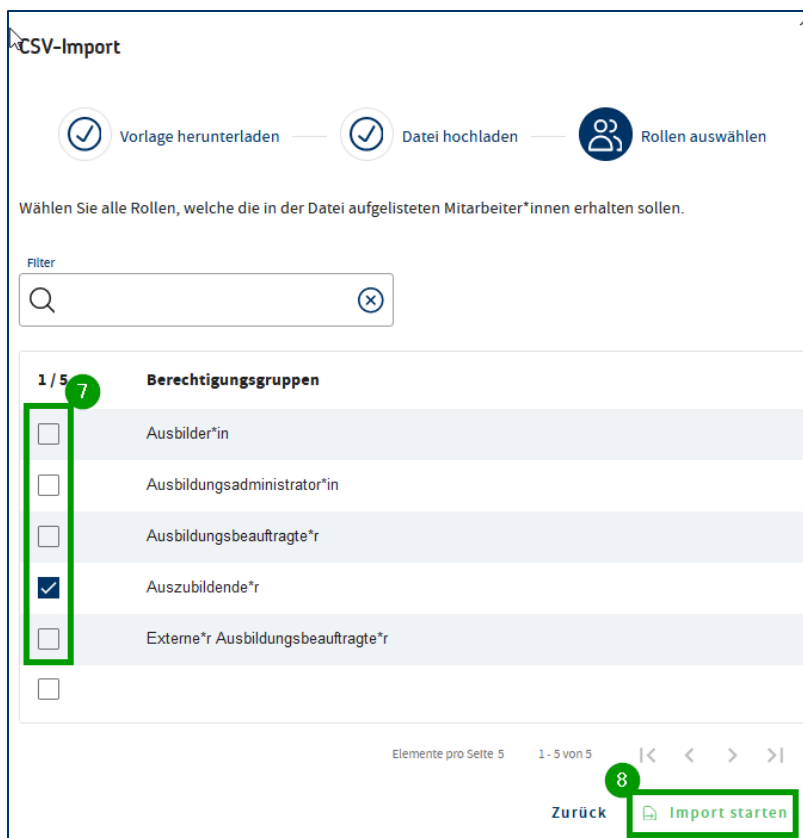 CSV-Import
Vorlage herunterladen
Datei hochladen
Rollen auswählen
Wählen Sie alle Rollen, welche die in der Datei aufgelisteten Mitarbeiter*innen erhalten sollen.
Filter
1 / 5
7
Berechtigungsgruppen
Ausbilder*in
Ausbildungsadministrator*in
Ausbildungsbeauftragte*r
Auszubildende*r
Externe*r Ausbildungsbeauftragte*r
Elemente pro Seite 5 1 - 5 von 5
8
Zurück Import starten